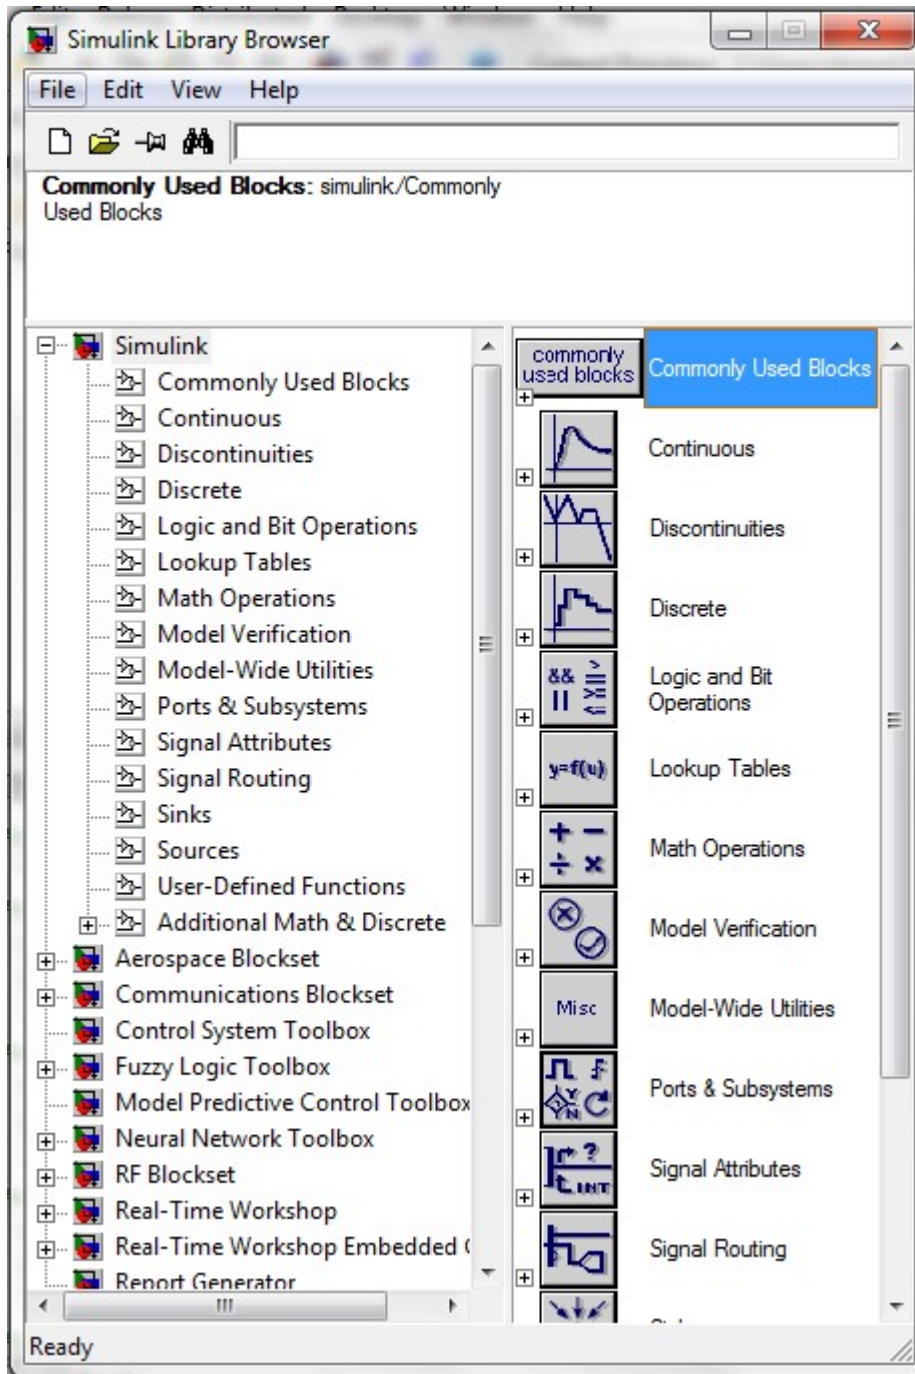 Simulink Library Browser
File Edit View Help
Commonly Used Blocks: simulink/Commonly
Used Blocks
Simulink
Commonly Used Blocks
Continuous
Discontinuities
Discrete
Logic and Bit Operations
Lookup Tables
Math Operations
Model Verification
Model-Wide Utilities
Ports & Subsystems
Signal Attributes
Signal Routing
Sinks
Sources
User-Defined Functions
Additional Math & Discrete
Aerospace Blockset
Communications Blockset
Control System Toolbox
Fuzzy Logic Toolbox
Model Predictive Control Toolbox
Neural Network Toolbox
RF Blockset
Real-Time Workshop
Real-Time Workshop Embedded
Report Generator
commonly
used blocks
Commonly Used Blocks
Continuous
Discontinuities
Discrete
&& >
|| >=
<=
Logic and Bit
Operations
y=f(u)
Lookup Tables
+ −
÷ ×
Math Operations
Model Verification
Misc
Model-Wide Utilities
Y
N
Ports & Subsystems
?
INT
Signal Attributes
Signal Routing
Ready